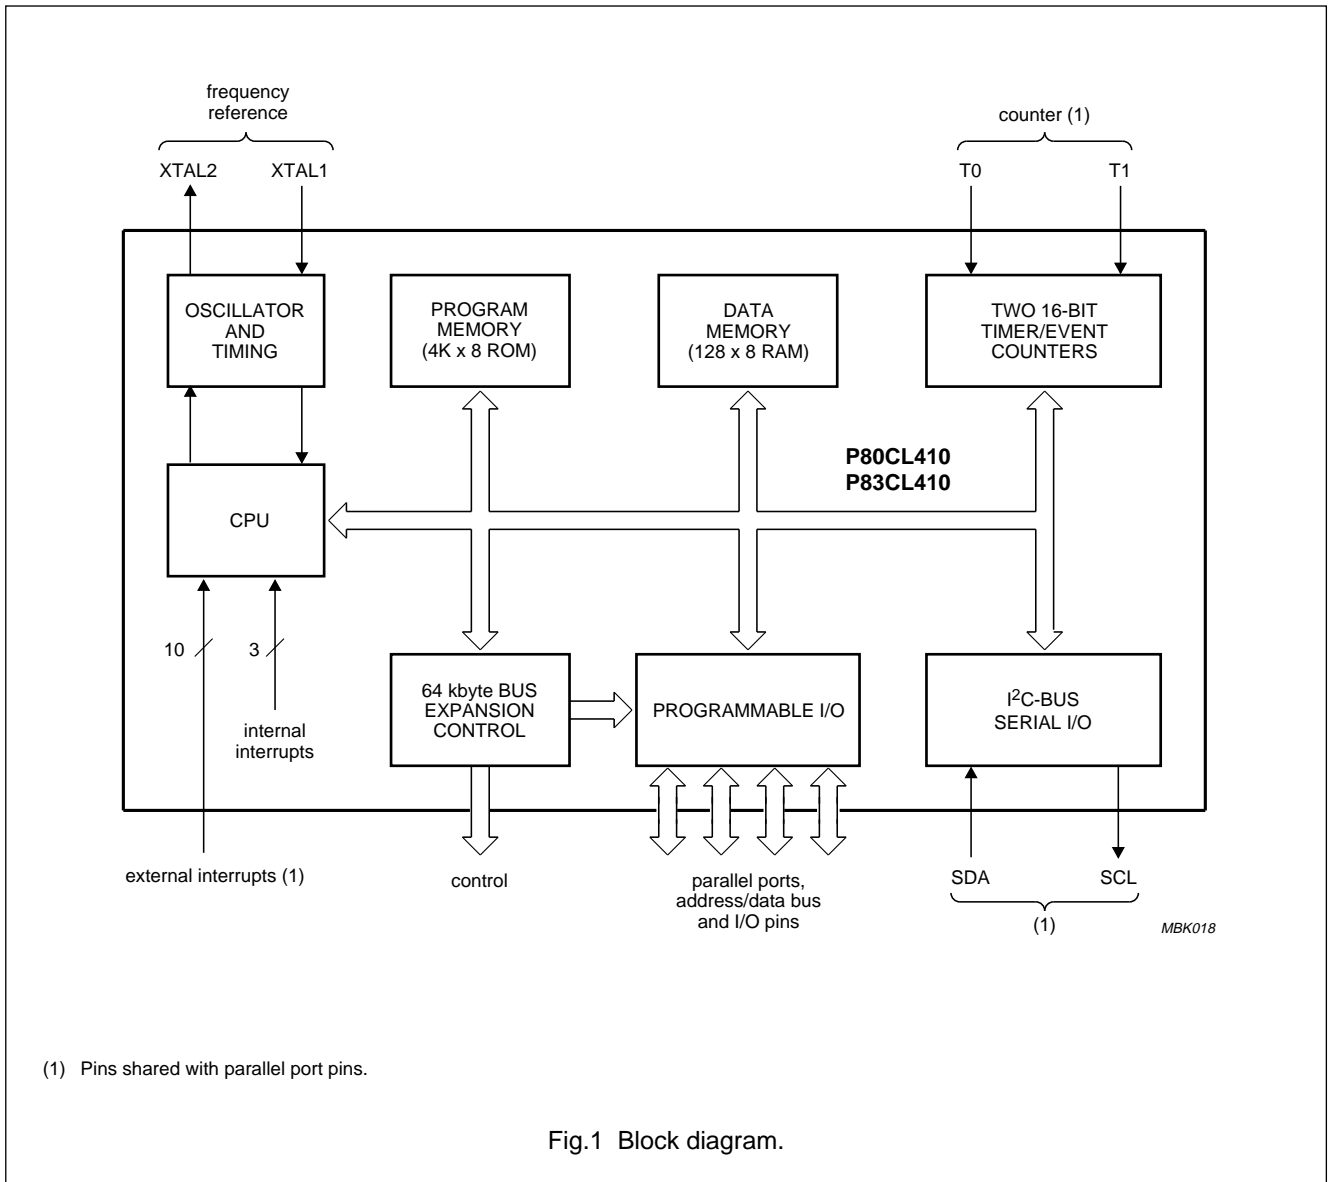 frequency
reference
counter (1)
XTAL2
XTAL1
T0
T1
OSCILLATOR
AND
TIMING
PROGRAM
MEMORY
(4K x 8 ROM)
DATA
MEMORY
(128 x 8 RAM)
TWO 16-BIT
TIMER/EVENT
COUNTERS
P80CL410
P83CL410
CPU
10
3
internal
interrupts
64 kbyte BUS
EXPANSION
CONTROL
PROGRAMMABLE I/O
I²C-BUS
SERIAL I/O
external interrupts (1)
control
parallel ports,
address/data bus
and I/O pins
SDA
SCL
(1)
MBK018
(1) Pins shared with parallel port pins.
Fig.1 Block diagram.